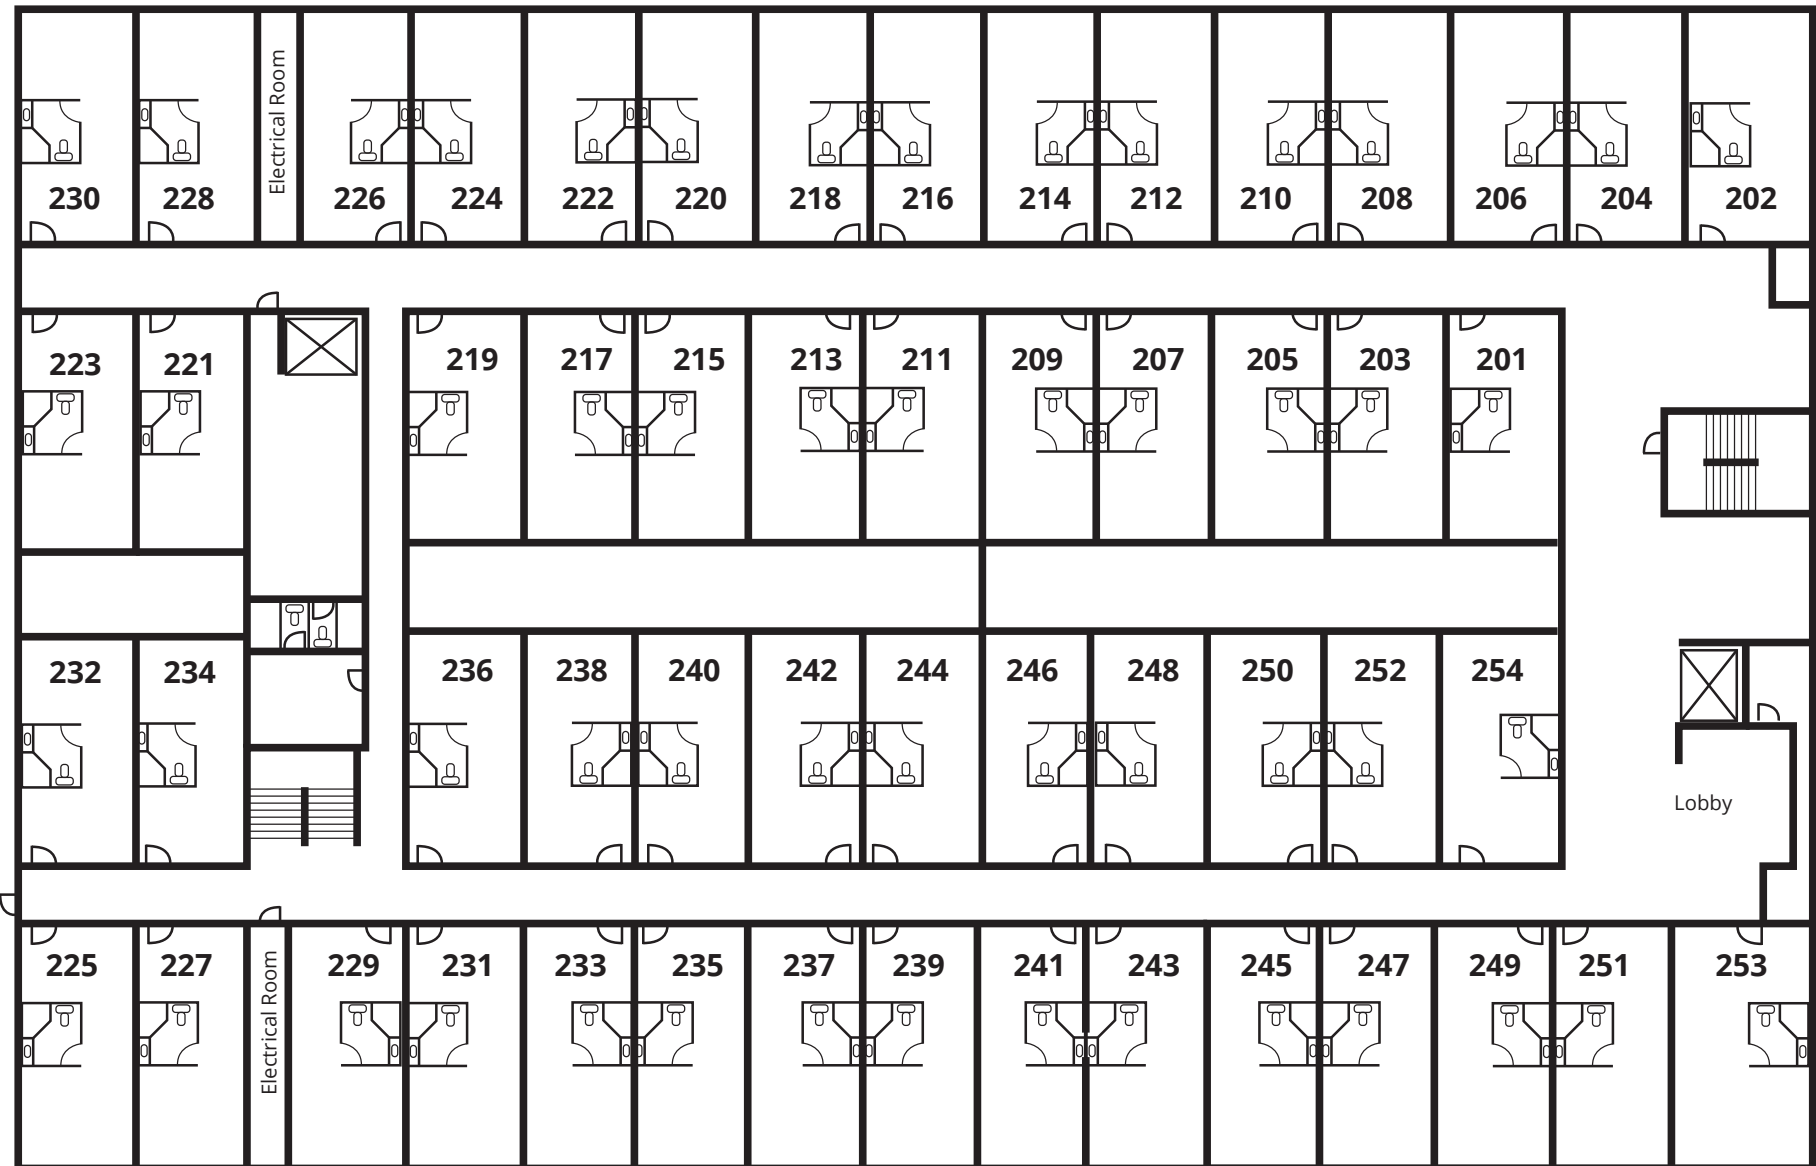 Electrical Room
230 228 226 224 222 220 218 216 214 212 210 208 206 204 202
223 221 219 217 215 213 211 209 207 205 203 201
232 234 236 238 240 242 244 246 248 250 252 254
Lobby
225 227 229 231 233 235 237 239 241 243 245 247 249 251 253
Electrical Room